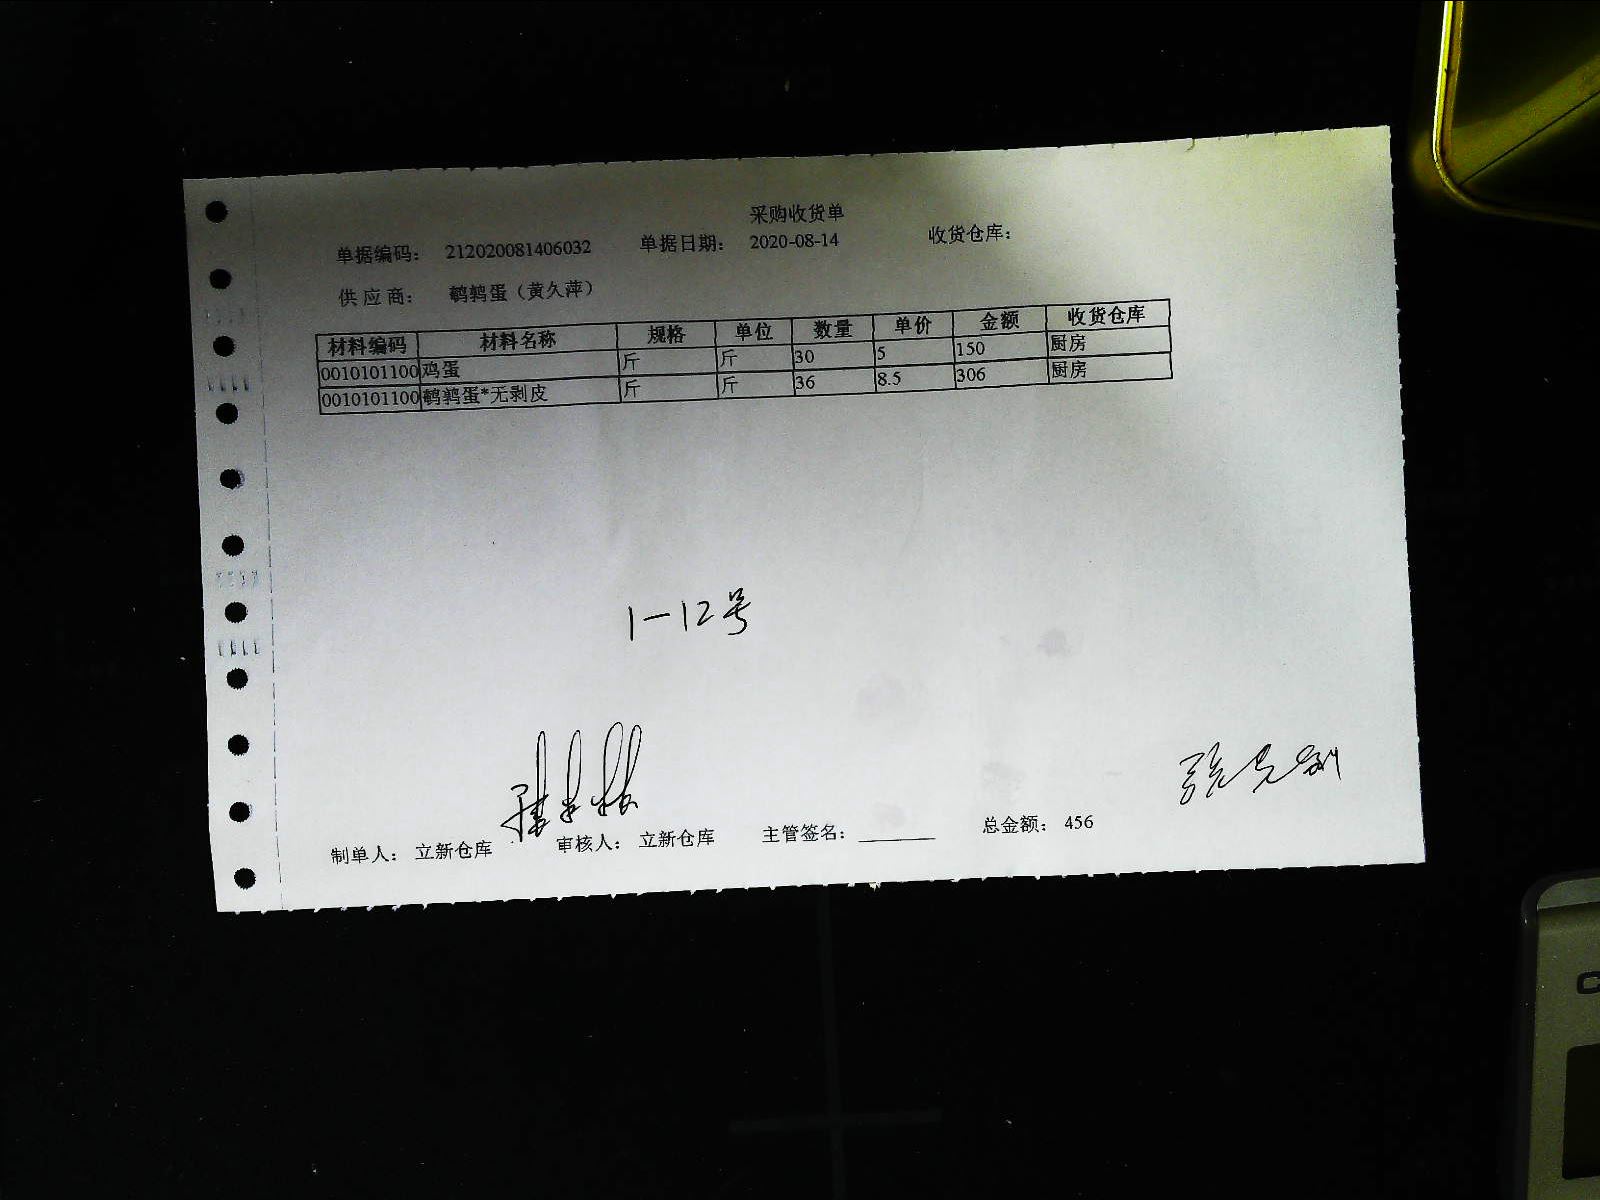 采购收货单
单据编码： 212020081406032 单据日期： 2020-08-14 收货仓库：
供应商： 鹌鹑蛋（黄久萍）
材料编码 材料名称 规格 单位 数量 单价 金额 收货仓库
0010101100 鸡蛋 斤 斤 30 5 150 厨房
0010101100 鹌鹑蛋*无剥皮 斤 斤 36 8.5 306 厨房
1-12号
制单人： 立新仓库 审核人： 立新仓库 主管签名： 总金额： 456